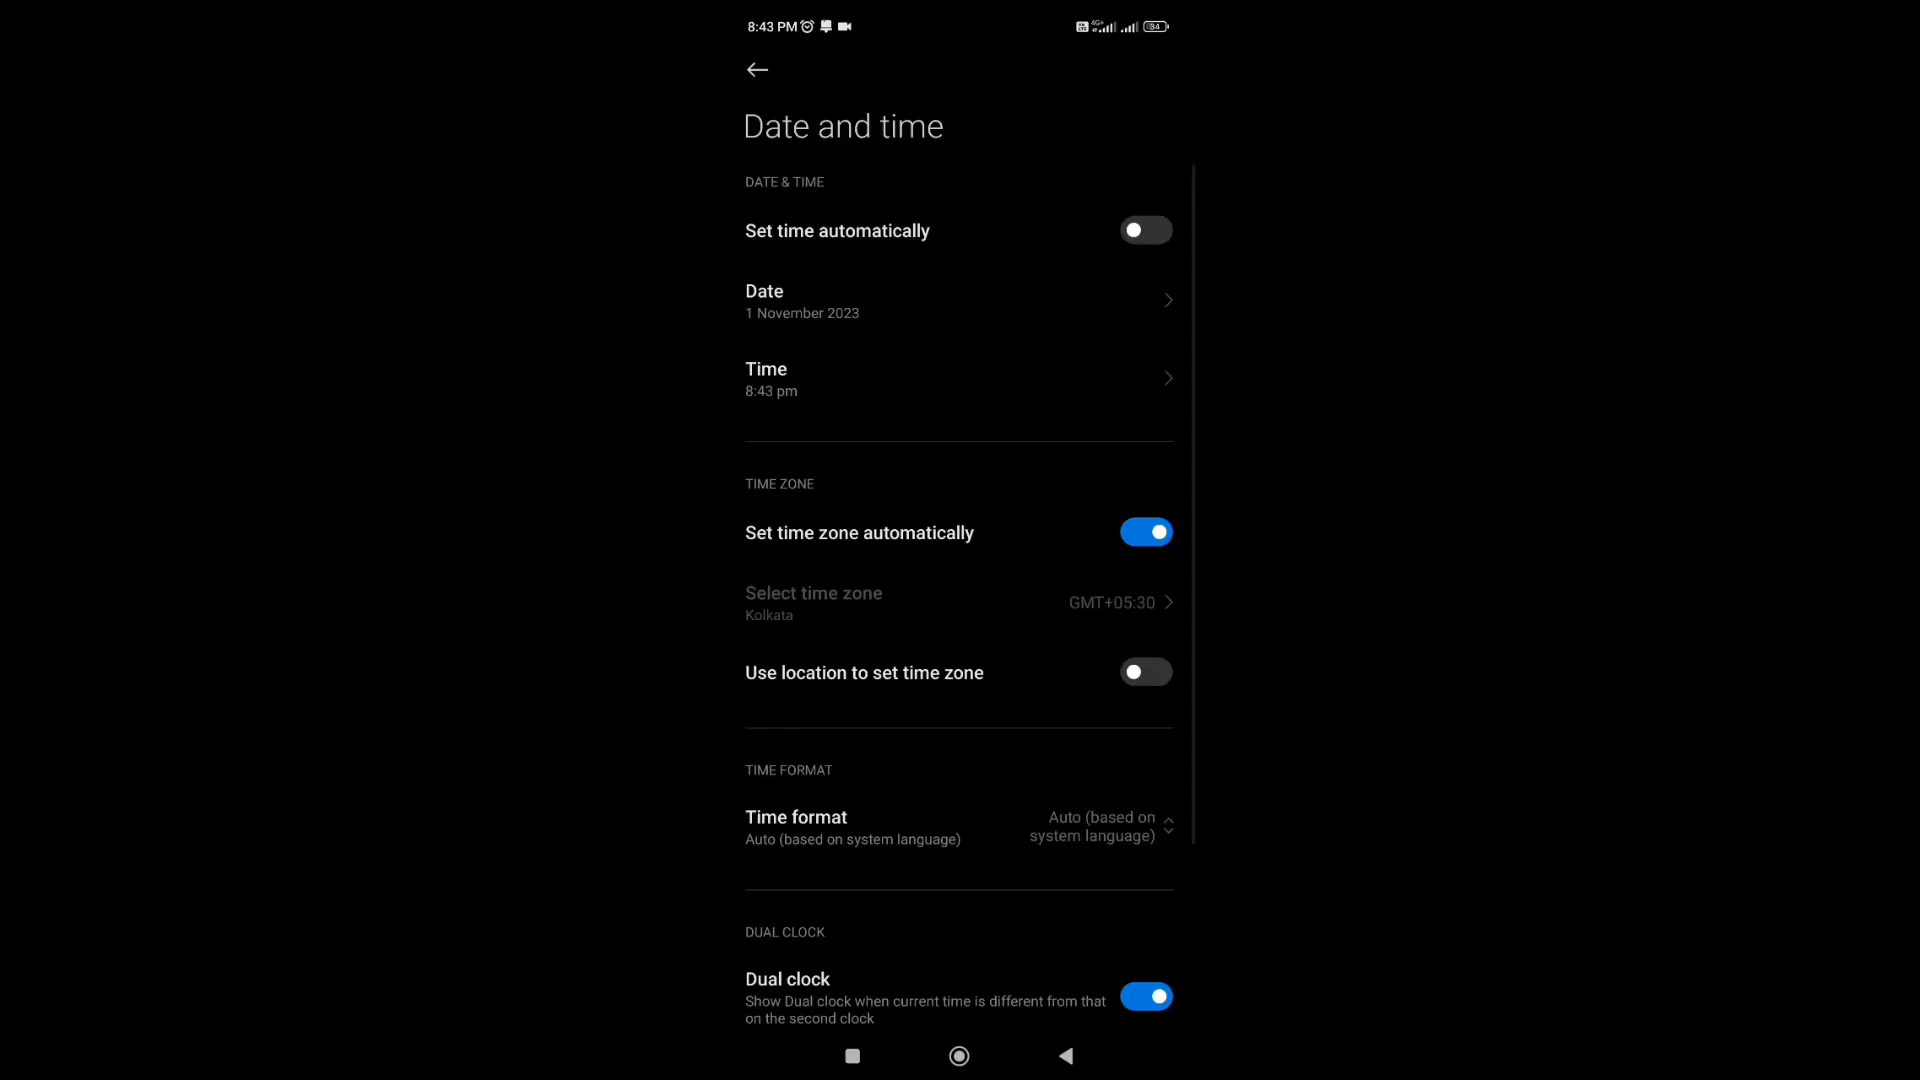 8:43 PM
4G+
34
Date and time
DATE & TIME
Set time automatically
Date
1 November 2023
Time
8:43 pm
TIME ZONE
Set time zone automatically
Select time zone
Kolkata
GMT+05:30
Use location to set time zone
TIME FORMAT
Time format
Auto (based on system language)
Auto (based on
system language)
DUAL CLOCK
Dual clock
Show Dual clock when current time is different from that
on the second clock